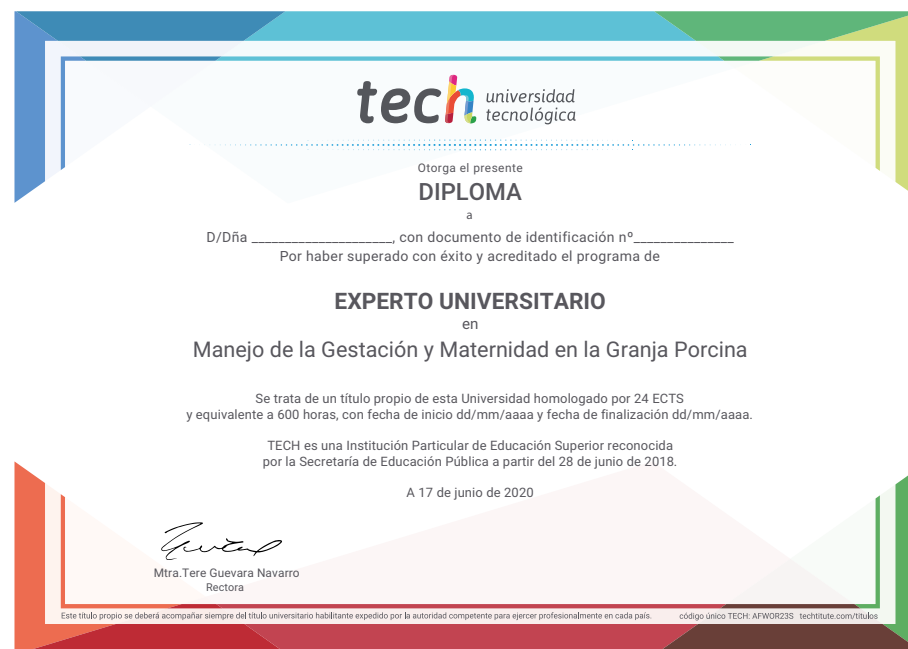 tech universidad
tecnológica
Otorga el presente
DIPLOMA
a
D/Dña _____________________, con documento de identificación nº_______________
Por haber superado con éxito y acreditado el programa de
EXPERTO UNIVERSITARIO
en
Manejo de la Gestación y Maternidad en la Granja Porcina
Se trata de un título propio de esta Universidad homologado por 24 ECTS
y equivalente a 600 horas, con fecha de inicio dd/mm/aaaa y fecha de finalización dd/mm/aaaa.
TECH es una Institución Particular de Educación Superior reconocida
por la Secretaría de Educación Pública a partir del 28 de junio de 2018.
A 17 de junio de 2020
Mtra.Tere Guevara Navarro
Rectora
Este título propio se deberá acompañar siempre del título universitario habilitante expedido por la autoridad competente para ejercer profesionalmente en cada país. código único TECH: AFWOR23S techtitute.com/titulos